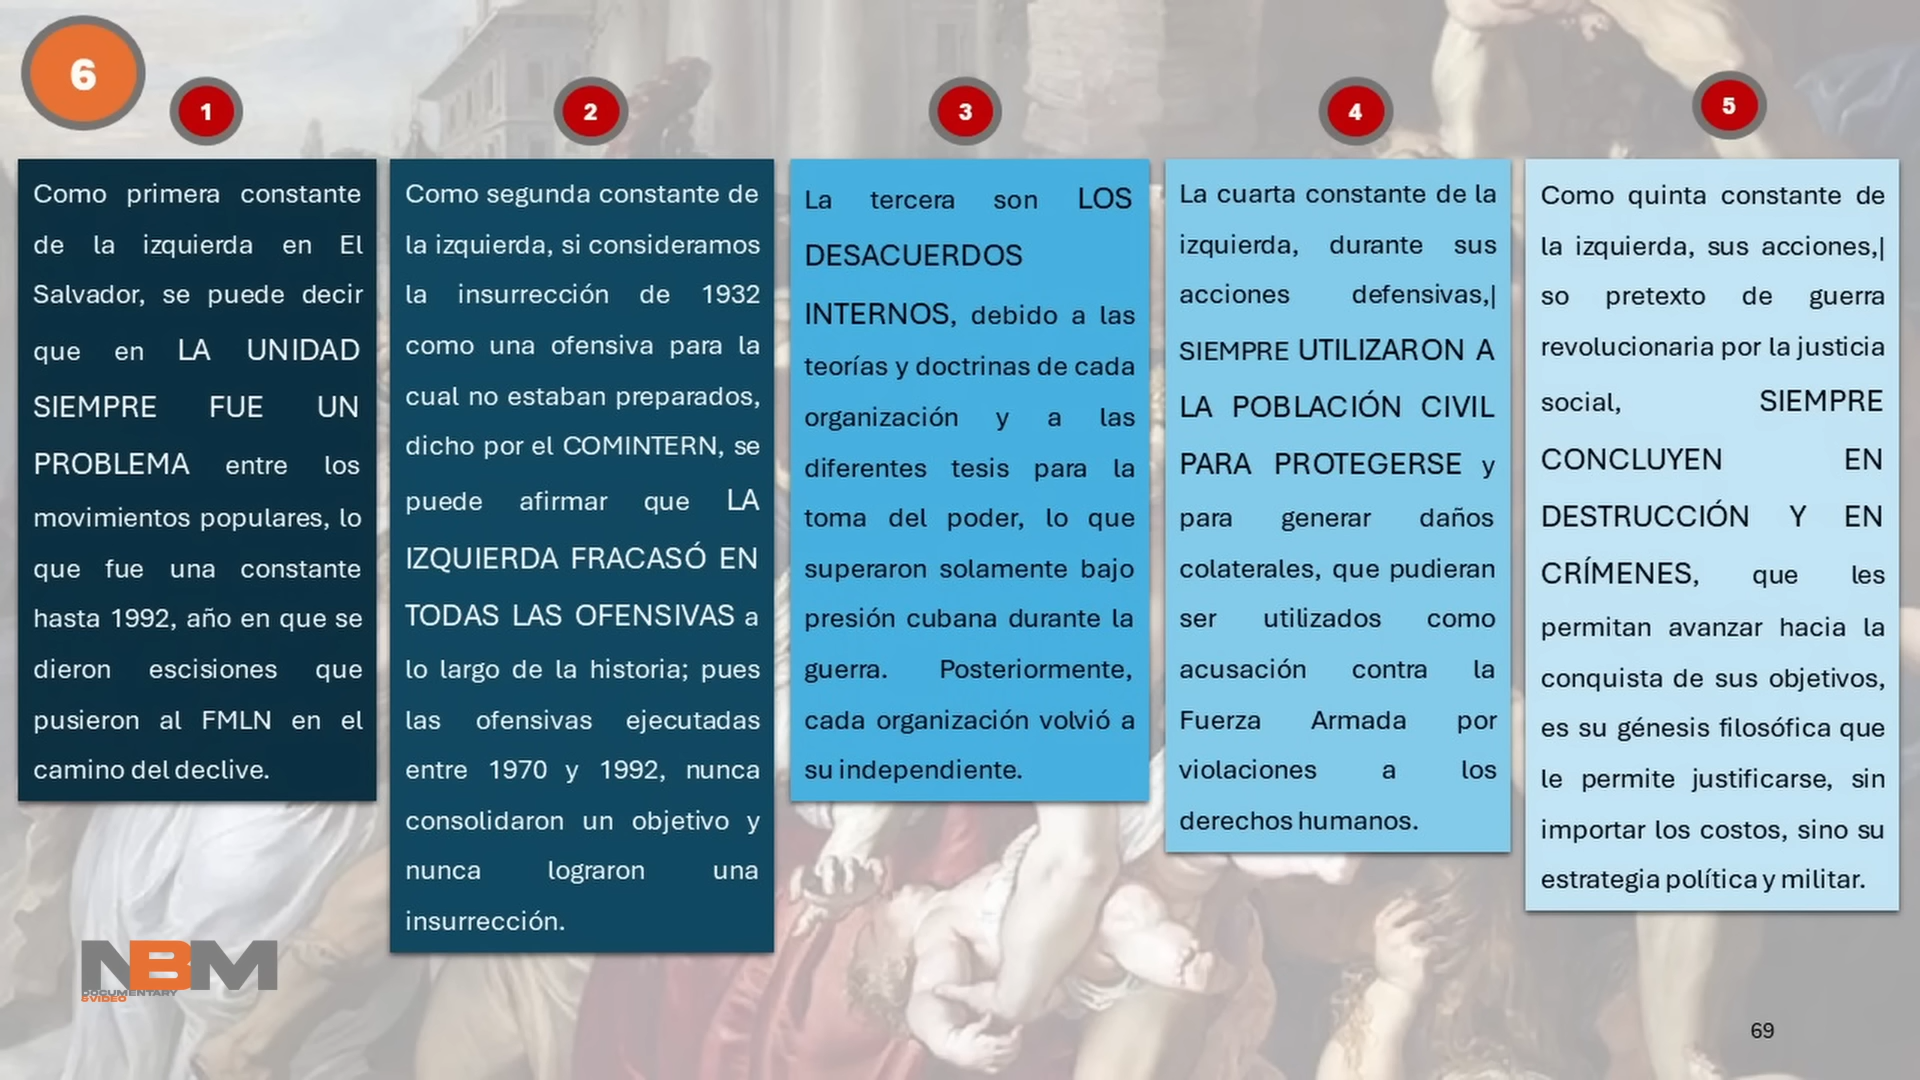 6
1
Como primera constante
de la izquierda en El
Salvador, se puede decir
que en LA UNIDAD
SIEMPRE FUE UN
PROBLEMA entre los
movimientos populares, lo
que fue una constante
hasta 1992, año en que se
dieron escisiones que
pusieron al FMLN en el
camino del declive.
2
Como segunda constante de
la izquierda, si consideramos
la insurrección de 1932
como una ofensiva para la
cual no estaban preparados,
dicho por el COMINTERN, se
puede afirmar que LA
IZQUIERDA FRACASÓ EN
TODAS LAS OFENSIVAS a
lo largo de la historia; pues
las ofensivas ejecutadas
entre 1970 y 1992, nunca
consolidaron un objetivo y
nunca lograron una
insurrección.
3
La tercera son LOS
DESACUERDOS
INTERNOS, debido a las
teorías y doctrinas de cada
organización y a las
diferentes tesis para la
toma del poder, lo que
superaron solamente bajo
presión cubana durante la
guerra. Posteriormente,
cada organización volvió a
su independiente.
4
La cuarta constante de la
izquierda, durante sus
acciones defensivas,|
SIEMPRE UTILIZARON A
LA POBLACIÓN CIVIL
PARA PROTEGERSE y
para generar daños
colaterales, que pudieran
ser utilizados como
acusación contra la
Fuerza Armada por
violaciones a los
derechos humanos.
5
Como quinta constante de
la izquierda, sus acciones,|
so pretexto de guerra
revolucionaria por la justicia
social, SIEMPRE
CONCLUYEN EN
DESTRUCCIÓN Y EN
CRÍMENES, que les
permitan avanzar hacia la
conquista de sus objetivos,
es su génesis filosófica que
le permite justificarse, sin
importar los costos, sino su
estrategia política y militar.
NBM
DOCUMENTARY
&VIDEO
69